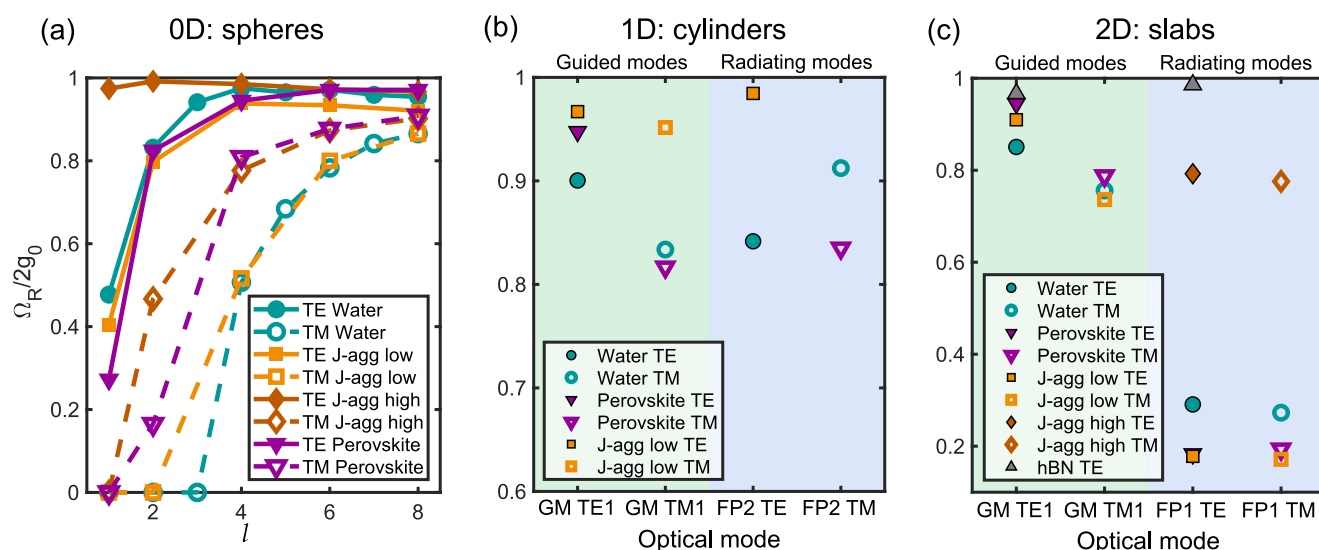 (a)
0D: spheres
Ω_R/2g_0
1
0.8
0.6
0.4
0.2
0
2
4
6
8
l
TE Water
TM Water
TE J-agg low
TM J-agg low
TE J-agg high
TM J-agg high
TE Perovskite
TM Perovskite
(b)
1D: cylinders
Guided modes
Radiating modes
1
0.9
0.8
0.7
0.6
Water TE
Water TM
Perovskite TE
Perovskite TM
J-agg low TE
J-agg low TM
GM TE1
GM TM1
FP2 TE
FP2 TM
Optical mode
(c)
2D: slabs
Guided modes
Radiating modes
1
0.8
0.6
0.4
0.2
Water TE
Water TM
Perovskite TE
Perovskite TM
J-agg low TE
J-agg low TM
J-agg high TE
J-agg high TM
hBN TE
GM TE1
GM TM1
FP1 TE
FP1 TM
Optical mode